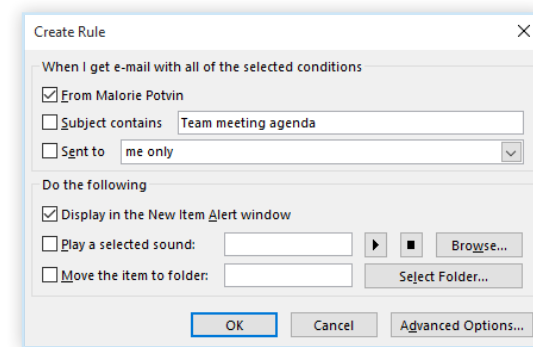 Create Rule
When I get e-mail with all of the selected conditions
From Malorie Potvin
Subject contains Team meeting agenda
Sent to me only
Do the following
Display in the New Item Alert window
Play a selected sound: Browse...
Move the item to folder: Select Folder...
OK Cancel Advanced Options...